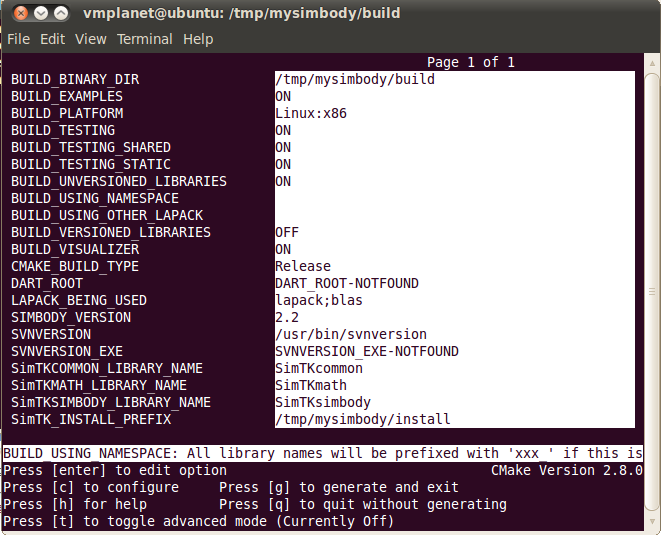 vmplanet@ubuntu: /tmp/mysimbody/build
File Edit View Terminal Help
Page 1 of 1
BUILD_BINARY_DIR /tmp/mysimbody/build
BUILD_EXAMPLES ON
BUILD_PLATFORM Linux:x86
BUILD_TESTING ON
BUILD_TESTING_SHARED ON
BUILD_TESTING_STATIC ON
BUILD_UNVERSIONED_LIBRARIES ON
BUILD_USING_NAMESPACE
BUILD_USING_OTHER_LAPACK
BUILD_VERSIONED_LIBRARIES OFF
BUILD_VISUALIZER ON
CMAKE_BUILD_TYPE Release
DART_ROOT DART_ROOT-NOTFOUND
LAPACK_BEING_USED lapack;blas
SIMBODY_VERSION 2.2
SVNVERSION /usr/bin/svnversion
SVNVERSION_EXE SVNVERSION_EXE-NOTFOUND
SimTKCOMMON_LIBRARY_NAME SimTKcommon
SimTKMATH_LIBRARY_NAME SimTKmath
SimTKSIMBODY_LIBRARY_NAME SimTKsimbody
SimTK_INSTALL_PREFIX /tmp/mysimbody/install
BUILD_USING_NAMESPACE: All library names will be prefixed with 'xxx_' if this is
Press [enter] to edit option CMake Version 2.8.0
Press [c] to configure Press [g] to generate and exit
Press [h] for help Press [q] to quit without generating
Press [t] to toggle advanced mode (Currently Off)